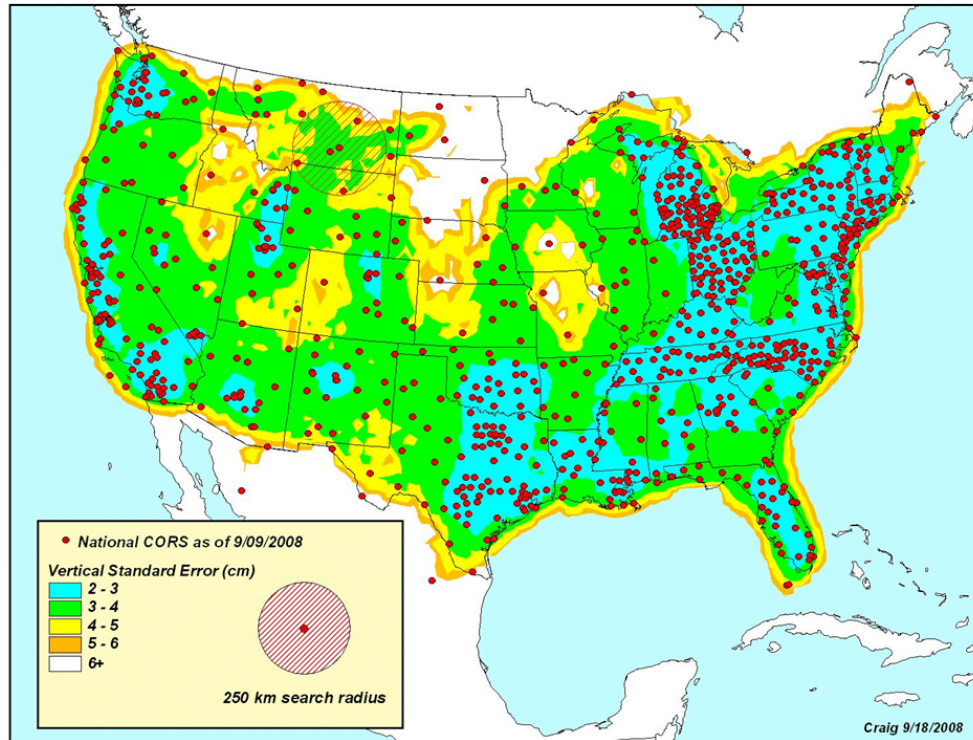 National CORS as of 9/09/2008
Vertical Standard Error (cm)
2 - 3
3 - 4
4 - 5
5 - 6
6+
250 km search radius
Craig 9/18/2008